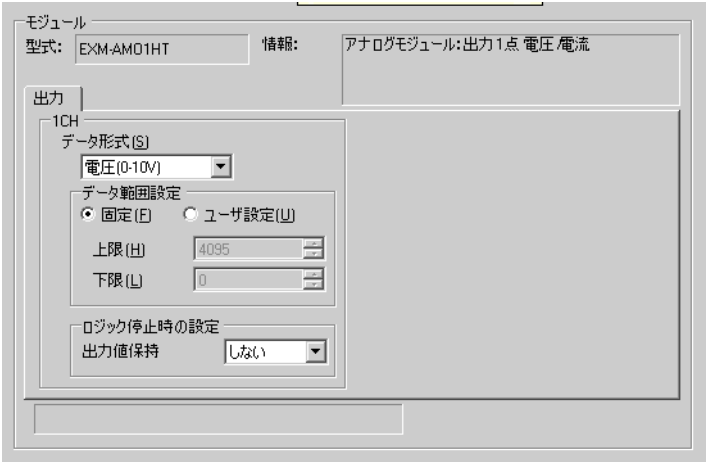 モジュール
型式: EXM-AM01HT 情報: アナログモジュール:出力1点 電圧/電流
出力
1CH
データ形式(S)
電圧(0-10V)
データ範囲設定
固定(F) ユーザ設定(U)
上限(H) 4095
下限(L) 0
ロジック停止時の設定
出力値保持 しない